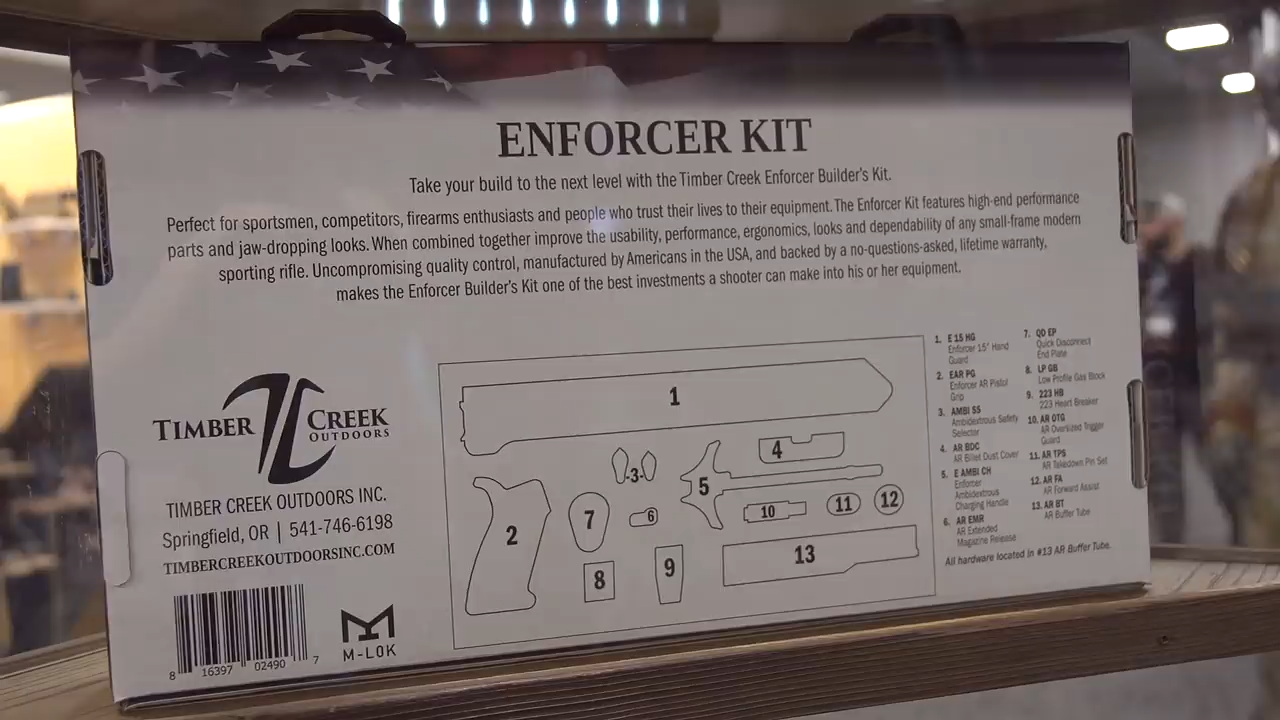 ENFORCER KIT
Take your build to the next level with the Timber Creek Enforcer Builder's Kit.
Perfect for sportsmen, competitors, firearms enthusiasts and people who trust their lives to their equipment. The Enforcer Kit features high-end performance
parts and jaw-dropping looks. When combined together improve the usability, performance, ergonomics, looks and dependability of any small-frame modern
sporting rifle. Uncompromising quality control, manufactured by Americans in the USA, and backed by a no-questions-asked, lifetime warranty,
makes the Enforcer Builder's Kit one of the best investments a shooter can make into his or her equipment.
TIMBER CREEK
OUTDOORS
TIMBER CREEK OUTDOORS INC.
Springfield, OR | 541-746-6198
TIMBERCREEKOUTDOORSINC.COM
8 16397 02490 7
M-LOK
1
2
-3-
4
5
6
7
8
9
10
11
12
13
1. E 15 HG
Enforcer 15" Hand
Guard
2. EAR PG
Enforcer AR Pistol
Grip
3. AMBI SS
Ambidextrous Safety
Selector
4. AR BDC
AR Billet Dust Cover
5. E AMBI CH
Enforcer
Ambidextrous
Charging Handle
6. AR EMR
AR Extended
Magazine Release
7. QD EP
Quick Disconnect
End Plate
8. LP GB
Low Profile Gas Block
9. 223 HB
223 Heart Breaker
10. AR OTG
AR Oversized Trigger
Guard
11. AR TPS
AR Takedown Pin Set
12. AR FA
AR Forward Assist
13. AR BT
AR Buffer Tube
All hardware located in #13 AR Buffer Tube.